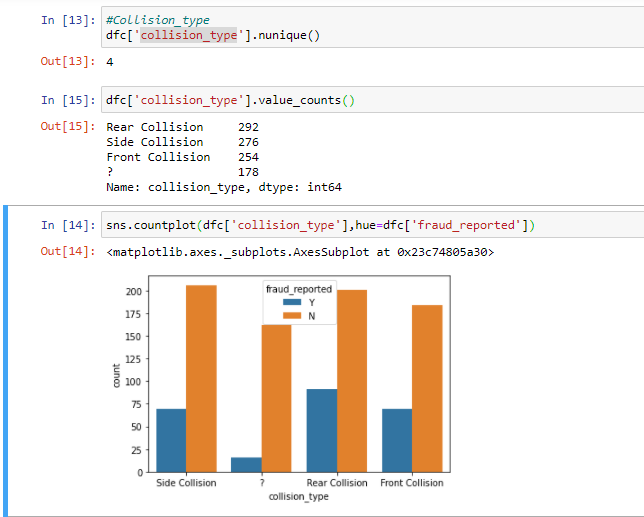 In [13]: #Collision_type
dfc['collision_type'].nunique()
Out[13]: 4
In [15]: dfc['collision_type'].value_counts()
Out[15]: Rear Collision     292
Side Collision     276
Front Collision    254
?                  178
Name: collision_type, dtype: int64
In [14]: sns.countplot(dfc['collision_type'],hue=dfc['fraud_reported'])
Out[14]: <matplotlib.axes._subplots.AxesSubplot at 0x23c74805a30>
fraud_reported
Y
N
200
175
150
125
100
75
50
25
0
count
Side Collision ? Rear Collision Front Collision
collision_type